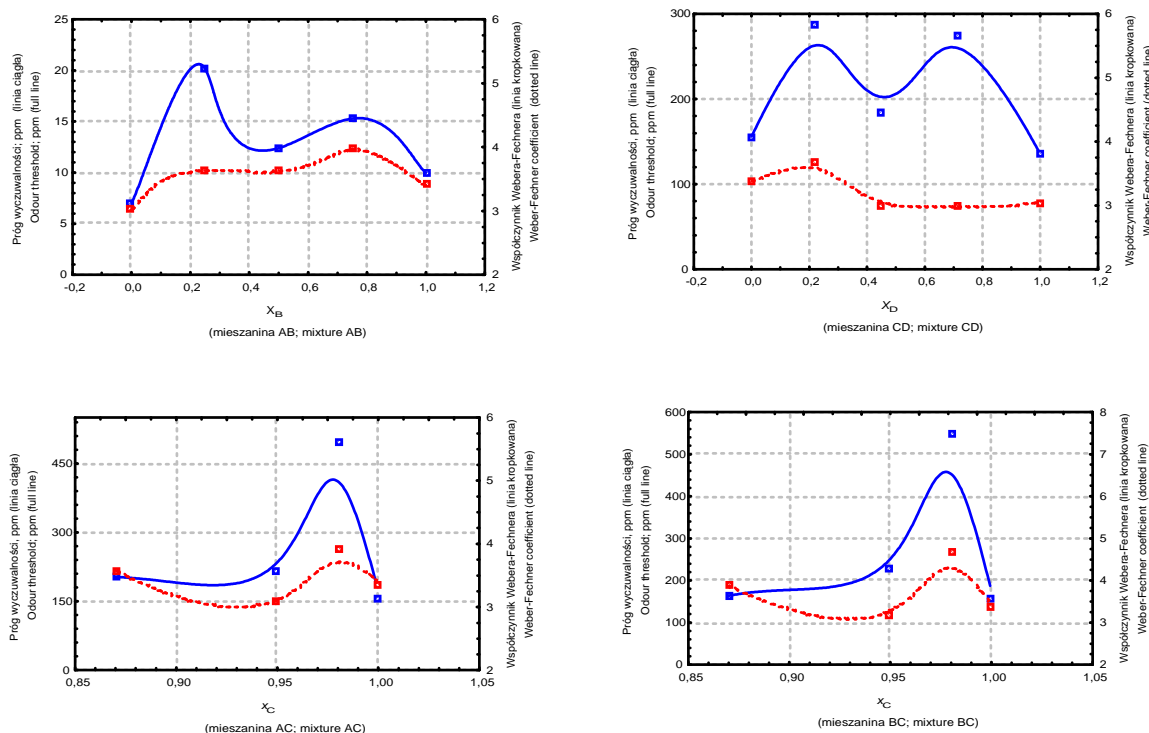 Próg wyczuwalności; ppm (linia ciągła)
Odour threshold; ppm (full line)
25
20
15
10
5
0
6
5
4
3
2
Współczynnik Webera-Fechnera (linia kropkowana)
Weber-Fechner coefficient (dotted line)
-0,2
0,0
0,2
0,4
0,6
0,8
1,0
1,2
XB
(mieszanina AB; mixture AB)
Próg wyczuwalności; ppm (linia ciągła)
Odour threshold; ppm (full line)
300
200
100
0
6
5
4
3
2
Współczynnik Webera-Fechnera (linia kropkowana)
Weber-Fechner coefficient (dotted line)
-0,2
0,0
0,2
0,4
0,6
0,8
1,0
1,2
XD
(mieszanina CD; mixture CD)
Próg wyczuwalności, ppm (linia ciągła)
Odour threshold; ppm (full line)
450
300
150
0
6
5
4
3
2
Współczynnik Webera-Fechnera (linia kropkowana)
Weber-Fechner coefficient (dotted line)
0,85
0,90
0,95
1,00
1,05
xC
(mieszanina AC; mixture AC)
Próg wyczuwalności, ppm (linia ciągła)
Odour threshold; ppm (full line)
600
500
400
300
200
100
0
8
7
6
5
4
3
2
Współczynnik Webera-Fechnera (linia kropkowana)
Weber-Fechner coefficient (dotted line)
0,85
0,90
0,95
1,00
1,05
xC
(mieszanina BC; mixture BC)